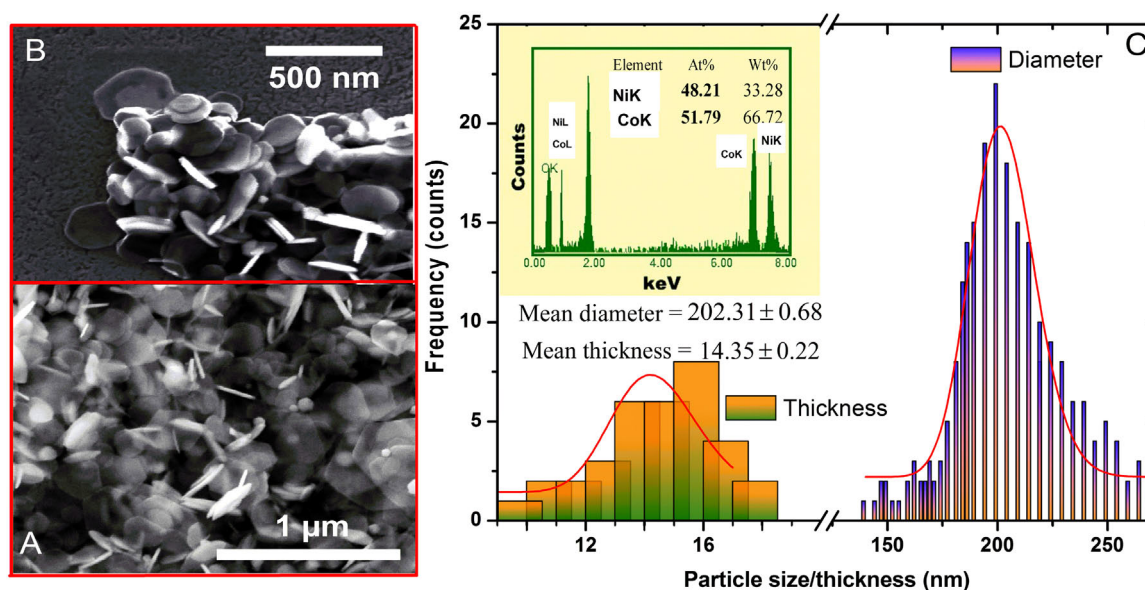 B
500 nm
A
1 µm
C
Frequency (counts)
25
20
15
10
5
0
Element At% Wt%
NiK 48.21 33.28
CoK 51.79 66.72
NiL
CoL
OK
CoK
NiK
Counts
0.00 2.00 4.00 6.00 8.00
keV
Mean diameter = 202.31 ± 0.68
Mean thickness = 14.35 ± 0.22
Thickness
Diameter
12 16 150 200 250
Particle size/thickness (nm)